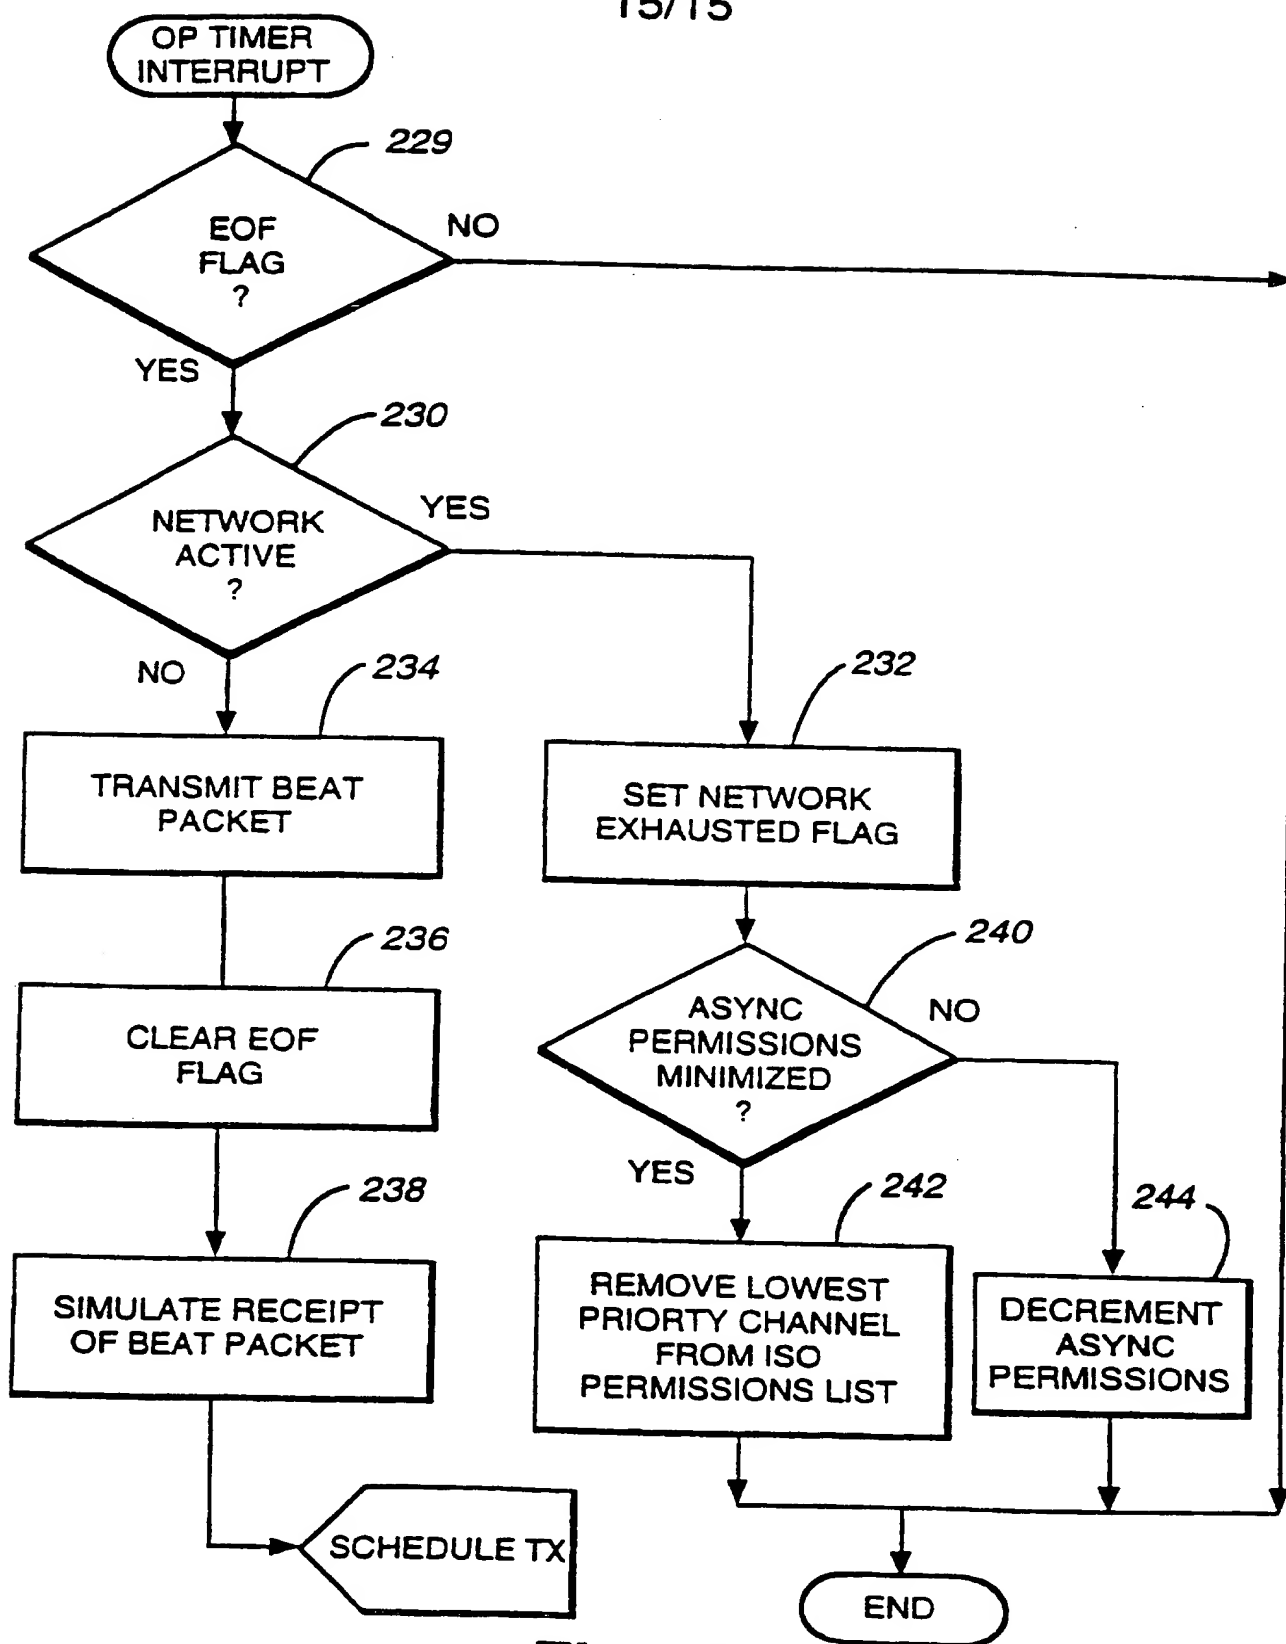 15/15
OP TIMER
INTERRUPT
229
EOF
FLAG
?
NO
YES
230
NETWORK
ACTIVE
?
YES
NO
234
232
TRANSMIT BEAT
PACKET
SET NETWORK
EXHAUSTED FLAG
236
240
CLEAR EOF
FLAG
ASYNC
PERMISSIONS
MINIMIZED
?
NO
YES
238
242
244
SIMULATE RECEIPT
OF BEAT PACKET
REMOVE LOWEST
PRIORTY CHANNEL
FROM ISO
PERMISSIONS LIST
DECREMENT
ASYNC
PERMISSIONS
SCHEDULE TX
END